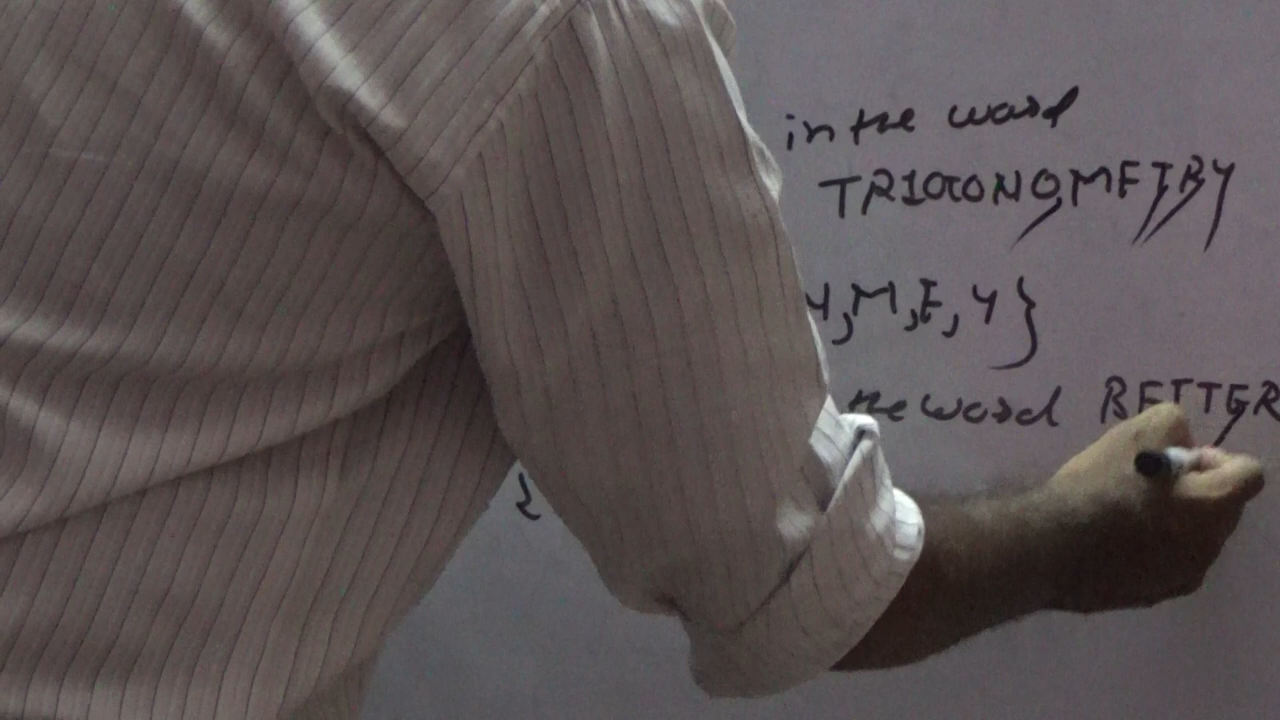 in the word
TRIGONOMETRY
N,M,E,Y}
the word BETTER
{